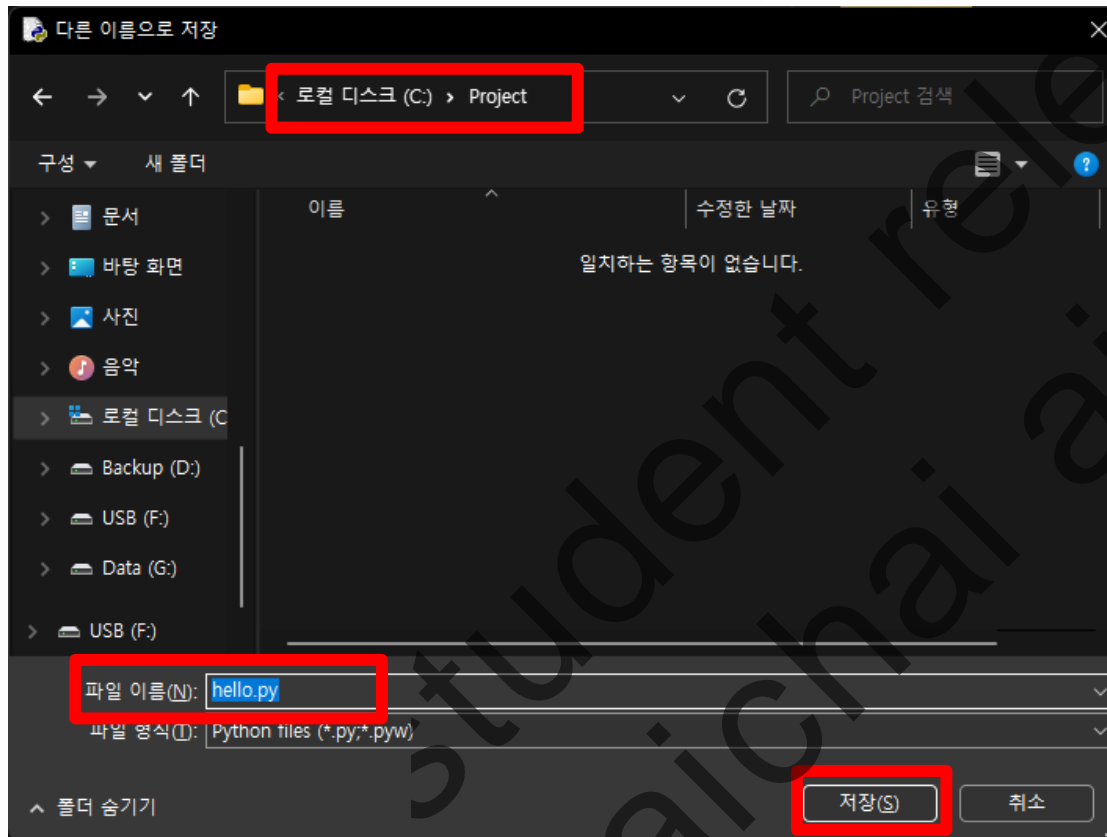 다른 이름으로 저장
로컬 디스크 (C:) › Project
Project 검색
구성
새 폴더
이름
수정한 날짜
유형
일치하는 항목이 없습니다.
문서
바탕 화면
사진
음악
로컬 디스크 (C
Backup (D:)
USB (F:)
Data (G:)
USB (F:)
파일 이름(N): hello.py
파일 형식(T): Python files (*.py;*.pyw)
폴더 숨기기
저장(S)
취소
student rele
aichai a